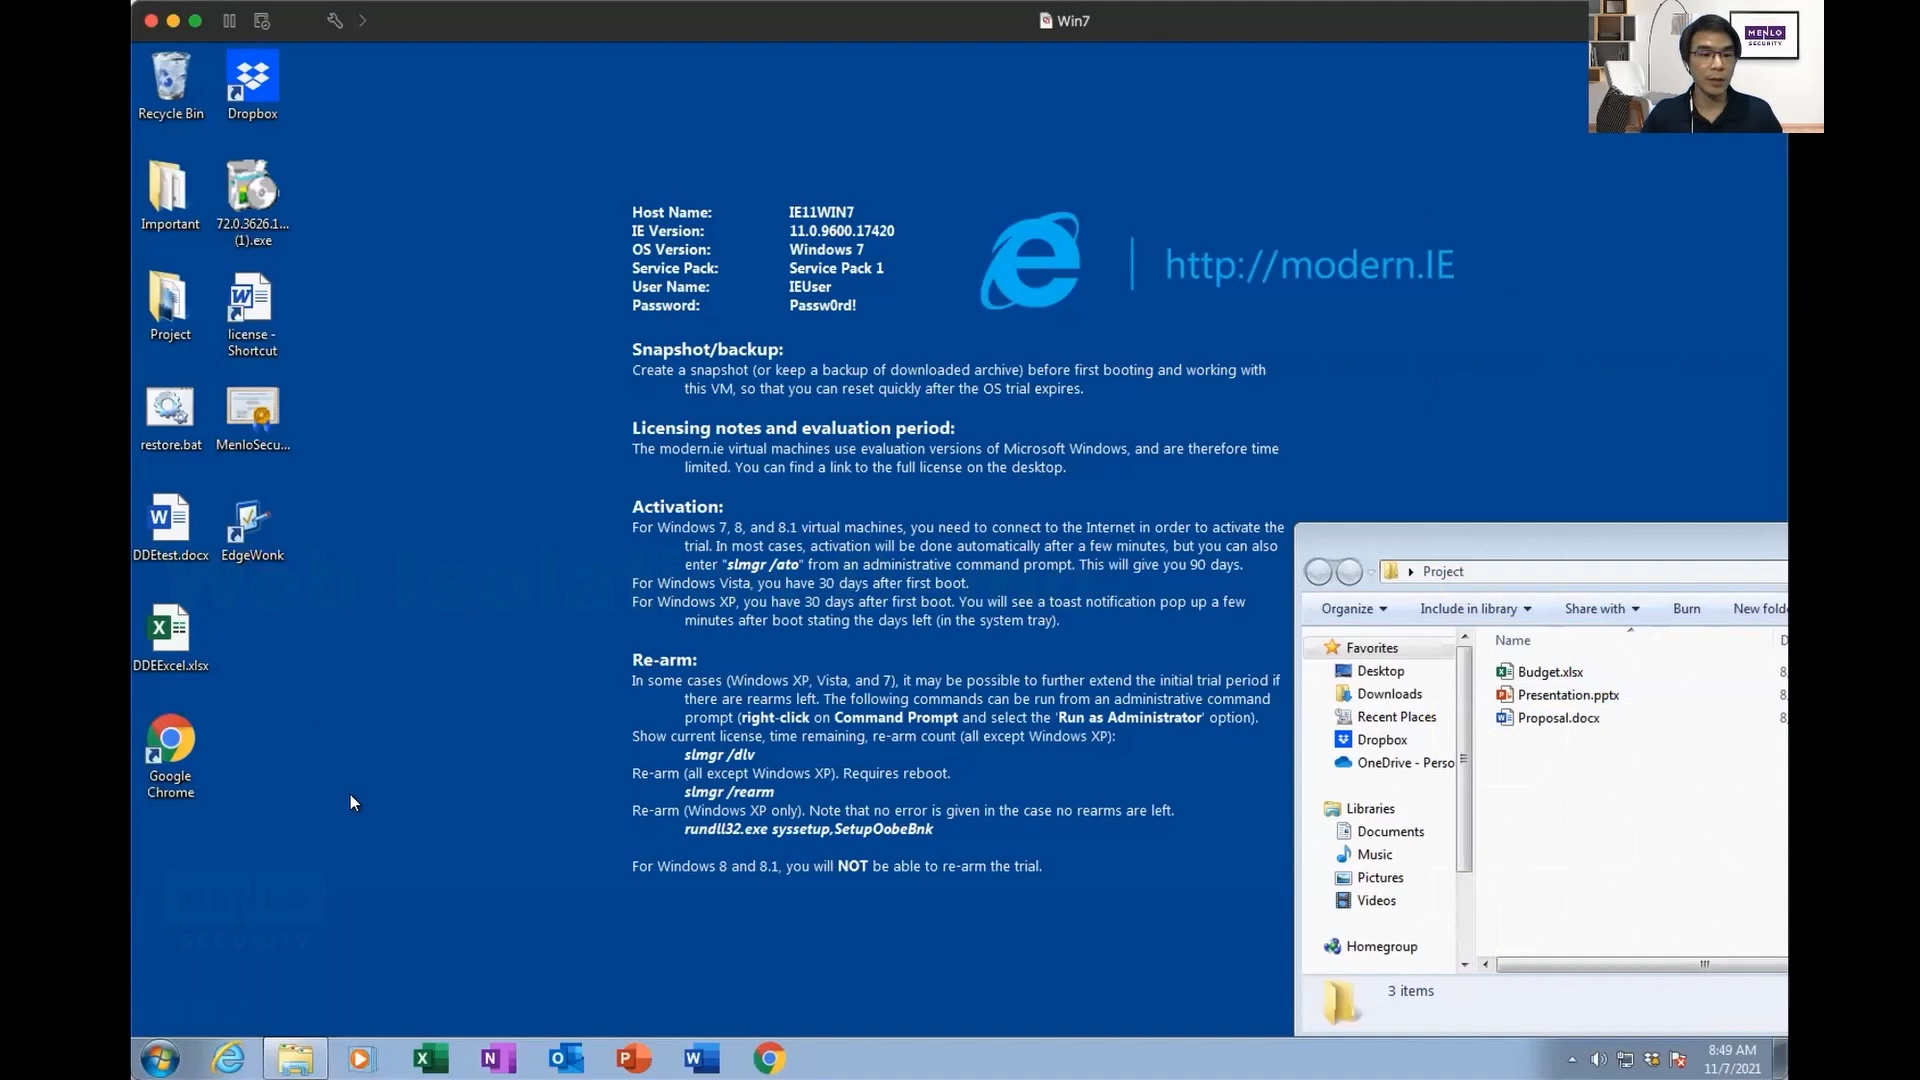 Win7
MENLO
SECURITY
Recycle Bin
Dropbox
Important
72.0.3626.1...
(1).exe
Project
license -
Shortcut
restore.bat
MenloSecu...
DDEtest.docx
EdgeWonk
DDEExcel.xlsx
Google
Chrome
Host Name: IE11WIN7
IE Version: 11.0.9600.17420
OS Version: Windows 7
Service Pack: Service Pack 1
User Name: IEUser
Password: Passw0rd!
http://modern.IE
Snapshot/backup:
Create a snapshot (or keep a backup of downloaded archive) before first booting and working with
this VM, so that you can reset quickly after the OS trial expires.
Licensing notes and evaluation period:
The modern.ie virtual machines use evaluation versions of Microsoft Windows, and are therefore time
limited. You can find a link to the full license on the desktop.
Activation:
For Windows 7, 8, and 8.1 virtual machines, you need to connect to the Internet in order to activate the
trial. In most cases, activation will be done automatically after a few minutes, but you can also
enter "slmgr /ato" from an administrative command prompt. This will give you 90 days.
For Windows Vista, you have 30 days after first boot.
For Windows XP, you have 30 days after first boot. You will see a toast notification pop up a few
minutes after boot stating the days left (in the system tray).
Re-arm:
In some cases (Windows XP, Vista, and 7), it may be possible to further extend the initial trial period if
there are rearms left. The following commands can be run from an administrative command
prompt (right-click on Command Prompt and select the 'Run as Administrator' option).
Show current license, time remaining, re-arm count (all except Windows XP):
slmgr /dlv
Re-arm (all except Windows XP). Requires reboot.
slmgr /rearm
Re-arm (Windows XP only). Note that no error is given in the case no rearms are left.
rundll32.exe syssetup,SetupOobeBnk
For Windows 8 and 8.1, you will NOT be able to re-arm the trial.
MENLO
SECURITY
Project
Organize Include in library Share with Burn New folde
Favorites
Desktop
Downloads
Recent Places
Dropbox
OneDrive - Perso
Libraries
Documents
Music
Pictures
Videos
Homegroup
Name
Budget.xlsx
Presentation.pptx
Proposal.docx
3 items
8:49 AM
11/7/2021